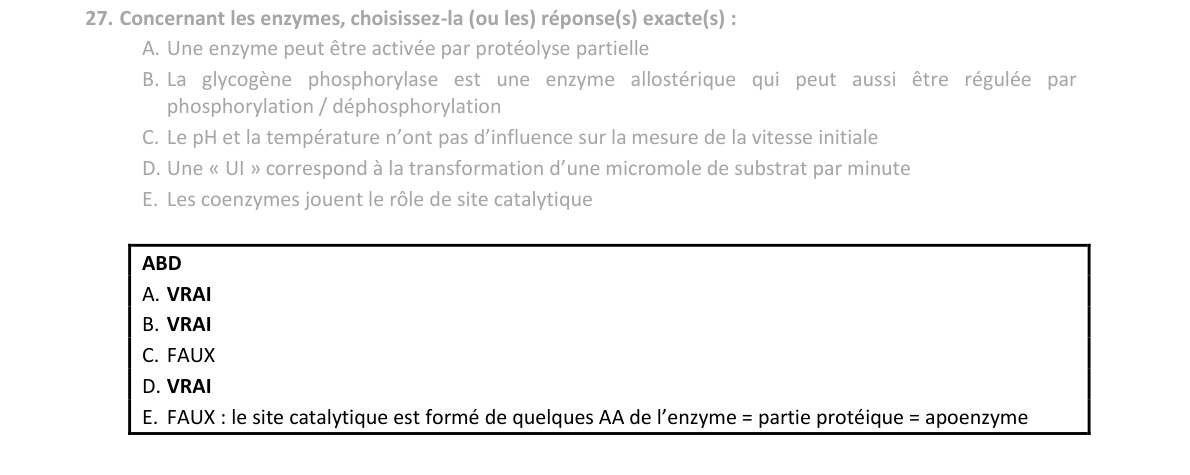 27. Concernant les enzymes, choisissez-la (ou les) réponse(s) exacte(s) :
A. Une enzyme peut être activée par protéolyse partielle
B. La glycogène phosphorylase est une enzyme allostérique qui peut aussi être régulée par
phosphorylation / déphosphorylation
C. Le pH et la température n’ont pas d’influence sur la mesure de la vitesse initiale
D. Une « UI » correspond à la transformation d’une micromole de substrat par minute
E. Les coenzymes jouent le rôle de site catalytique
ABD
A. VRAI
B. VRAI
C. FAUX
D. VRAI
E. FAUX : le site catalytique est formé de quelques AA de l’enzyme = partie protéique = apoenzyme